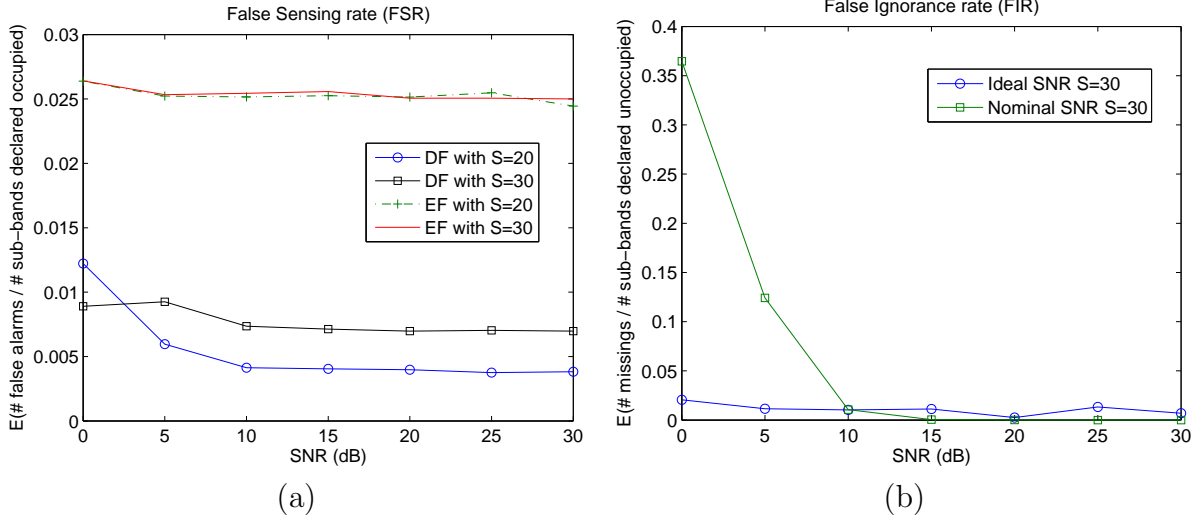 False Sensing rate (FSR)
0.03
0.025
0.02
0.015
0.01
0.005
0
E(# false alarms / # sub−bands declared occupied)
DF with S=20
DF with S=30
EF with S=20
EF with S=30
0 5 10 15 20 25 30
SNR (dB)
(a)
False Ignorance rate (FIR)
0.4
0.35
0.3
0.25
0.2
0.15
0.1
0.05
0
E(# missings / # sub−bands declared unoccupied)
Ideal SNR S=30
Nominal SNR S=30
0 5 10 15 20 25 30
SNR (dB)
(b)